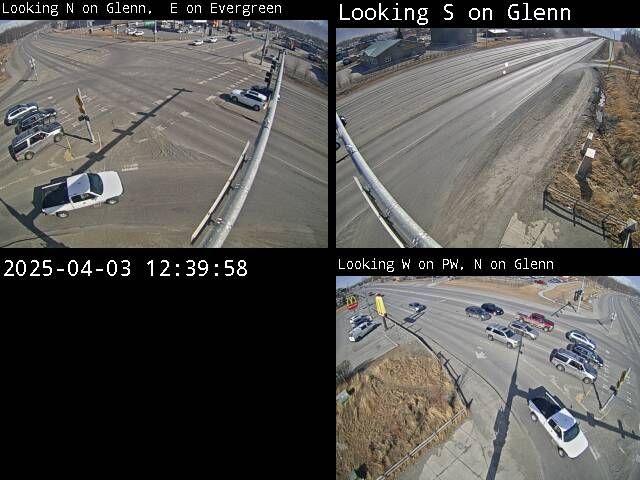 Looking N on Glenn,  E on Evergreen
Looking S on Glenn
2025-04-03 12:39:58
Looking W on PW, N on Glenn